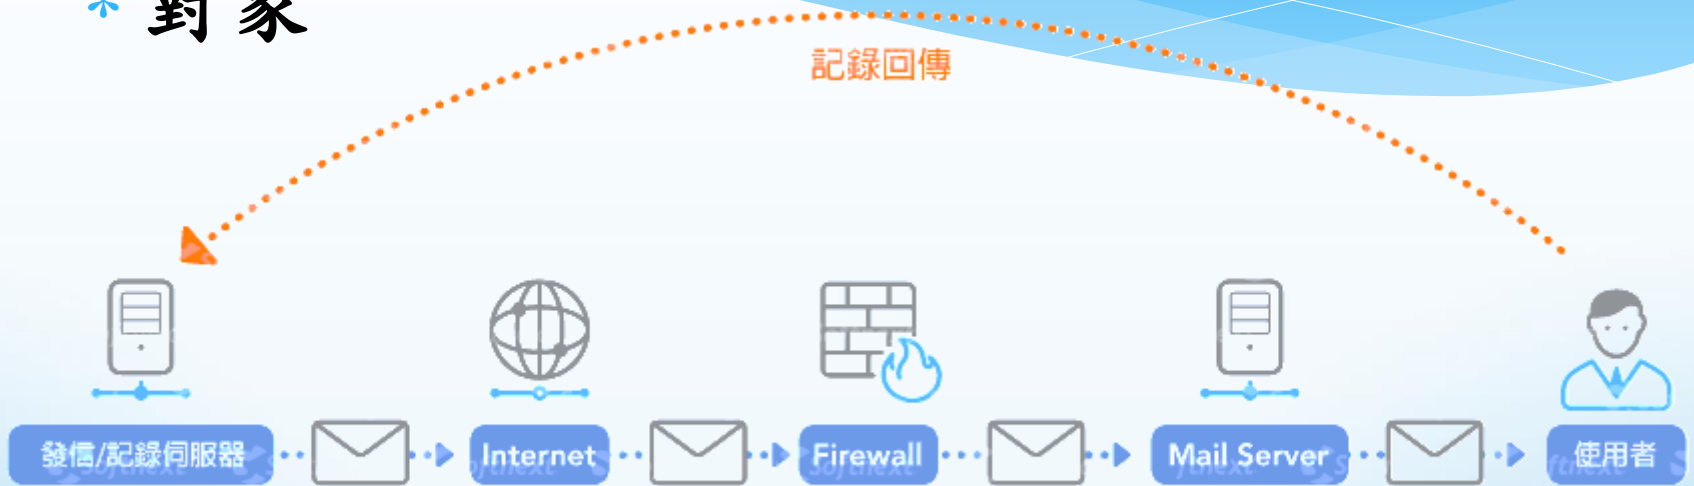 * 對象
記錄回傳
發信/記錄伺服器
Internet
Firewall
Mail Server
使用者
Softnext